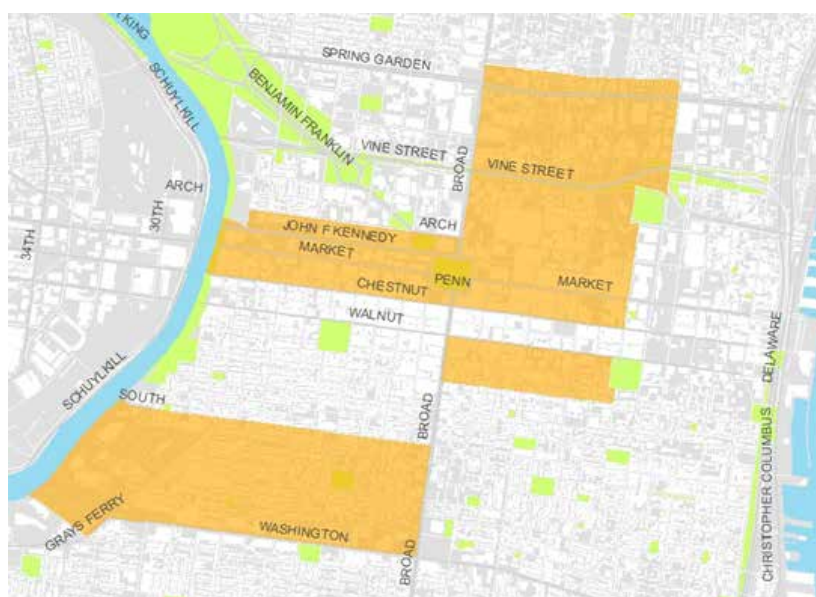 KING
SCHUYLKILL
SPRING GARDEN
BENJAMIN FRANKLIN
VINE STREET
BROAD
VINE STREET
ARCH
30TH
34TH
ARCH
JOHN F KENNEDY
MARKET
PENN
MARKET
CHESTNUT
WALNUT
DELAWARE
SCHUYLKILL
SOUTH
BROAD
CHRISTOPHER COLUMBUS
GRAYS FERRY
WASHINGTON
BROAD